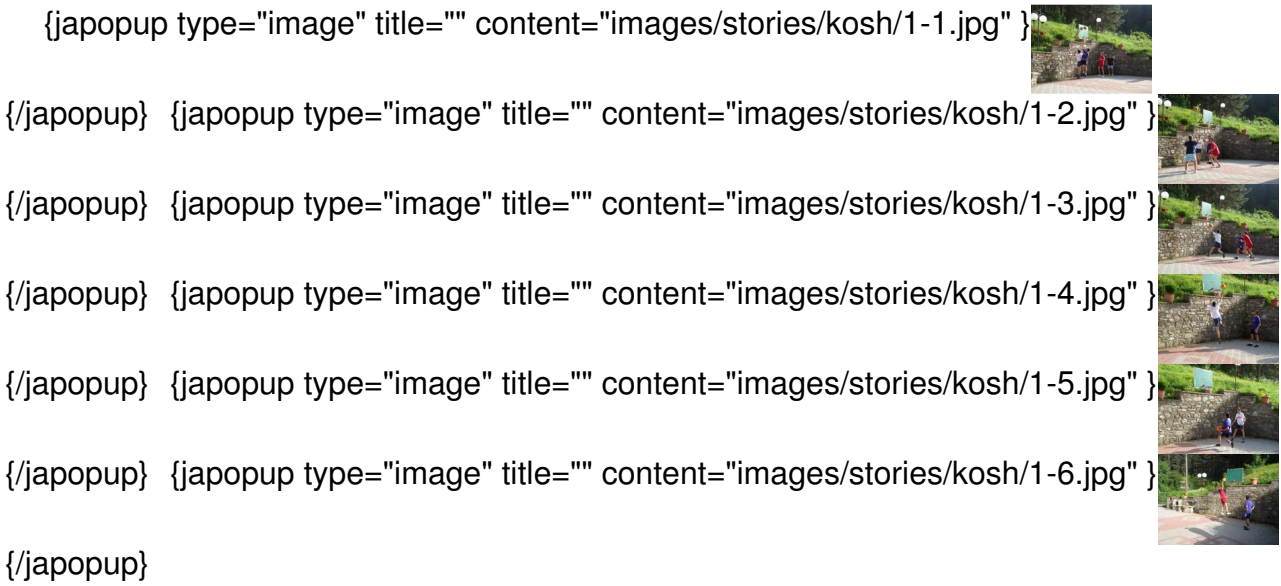 {japopup type="image" title="" content="images/stories/kosh/1-1.jpg" }
{/japopup} {japopup type="image" title="" content="images/stories/kosh/1-2.jpg" }
{/japopup} {japopup type="image" title="" content="images/stories/kosh/1-3.jpg" }
{/japopup} {japopup type="image" title="" content="images/stories/kosh/1-4.jpg" }
{/japopup} {japopup type="image" title="" content="images/stories/kosh/1-5.jpg" }
{/japopup} {japopup type="image" title="" content="images/stories/kosh/1-6.jpg" }
{/japopup}